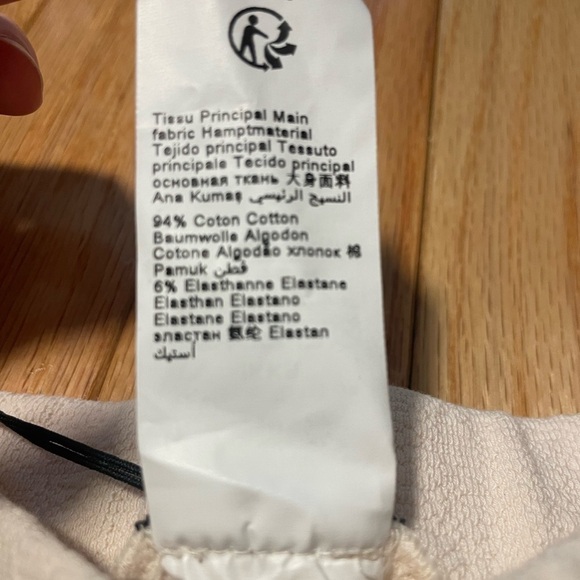 Tissu Principal Main
fabric Hamptmaterial
Tejido principal Tessuto
principale Tecido principal
основная ткань 大身面料
Ana Kumaş النسيج الرئيسي
94% Coton Cotton
Baumwolle Algodon
Cotone Algodão хлопок 棉
Pamuk قطن
6% Elasthanne Elastane
Elasthan Elastano
Elastane Elastano
эластан 氨纶 Elastan
أستيك